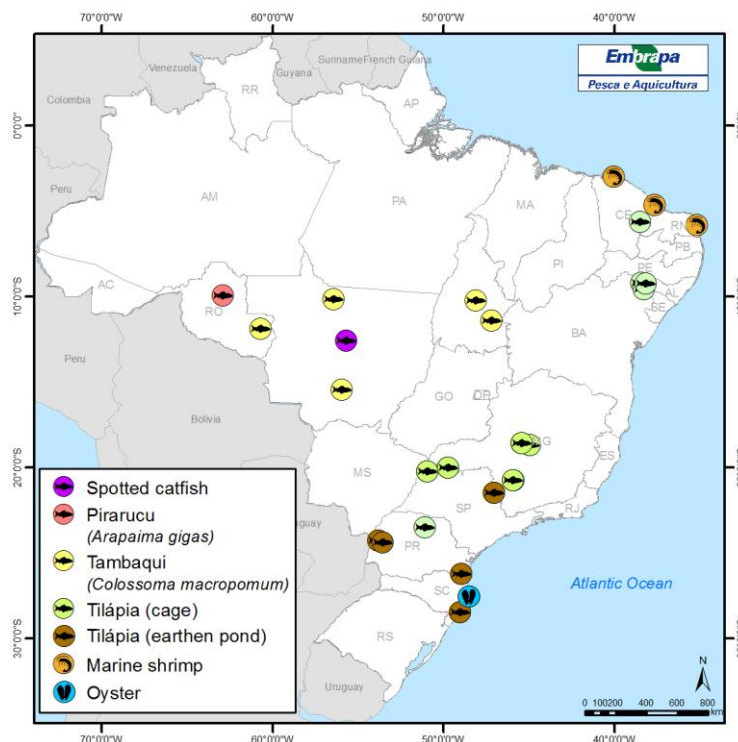 70°0'0"W
60°0'0"W
50°0'0"W
40°0'0"W
Embrapa
Pesca e Aquicultura
Venezuela
Guyana
Suriname
French Guiana
Colombia
RR
AP
0°0'0"
Peru
AM
PA
MA
CE
RN
PB
PI
PE
AL
SE
AC
RO
10°0'0"S
BA
Peru
Bolivia
GO
DF
MG
ES
MS
20°0'0"S
SP
RJ
PR
SC
RS
Uruguay
Atlantic Ocean
30°0'0"S
Spotted catfish
Pirarucu
(Arapaima gigas)
Tambaqui
(Colossoma macropomum)
Tilápia (cage)
Tilápia (earthen pond)
Marine shrimp
Oyster
N
0 100 200 400 600 800
km
70°0'0"W
60°0'0"W
50°0'0"W
40°0'0"W